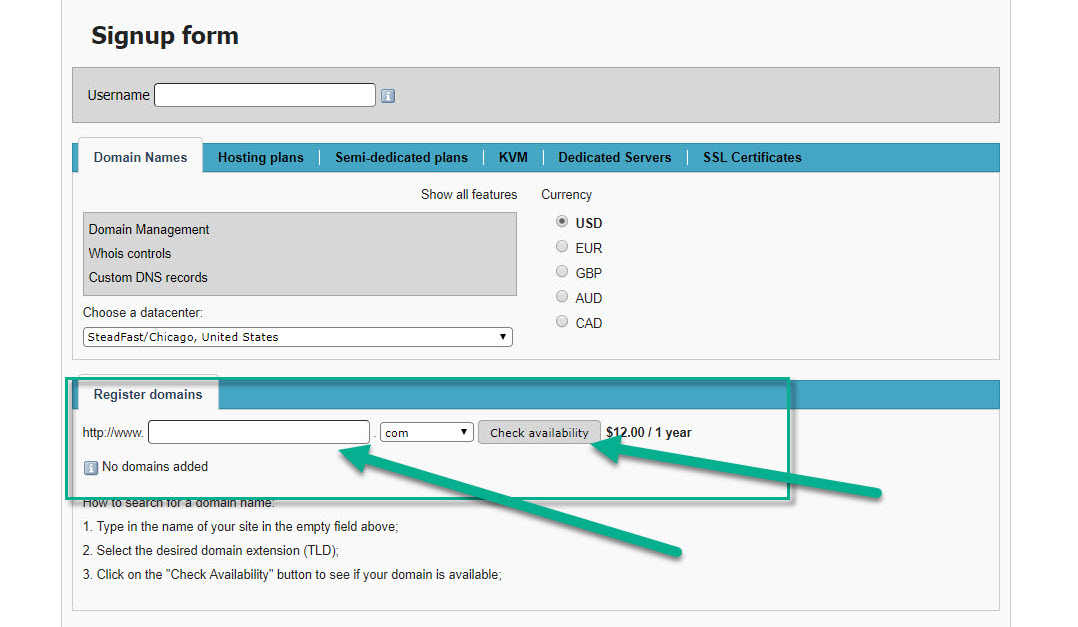 Signup form
Username
Domain Names Hosting plans Semi-dedicated plans KVM Dedicated Servers SSL Certificates
Show all features
Domain Management
Whois controls
Custom DNS records
Choose a datacenter:
SteadFast/Chicago, United States
Currency
USD
EUR
GBP
AUD
CAD
Register domains
http://www. . com Check availability $12.00 / 1 year
No domains added
How to search for a domain name:
1. Type in the name of your site in the empty field above;
2. Select the desired domain extension (TLD);
3. Click on the "Check Availability" button to see if your domain is available;